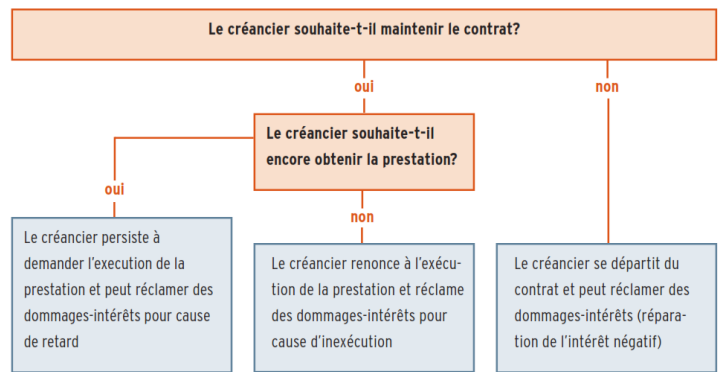 Le créancier souhaite-t-il maintenir le contrat?
oui
non
Le créancier souhaite-t-il
encore obtenir la prestation?
oui
non
Le créancier persiste à
demander l'execution de la
prestation et peut réclamer des
dommages-intérêts pour cause
de retard
Le créancier renonce à l'exécu-
tion de la prestation et réclame
des dommages-intérêts pour
cause d'inexécution
Le créancier se départit du
contrat et peut réclamer des
dommages-intérêts (répara-
tion de l'intérêt négatif)